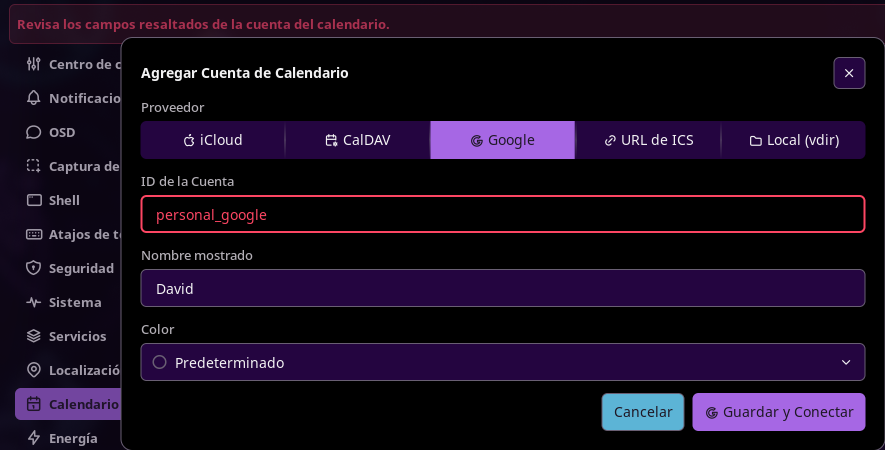 Revisa los campos resaltados de la cuenta del calendario.
Centro de c
Notificacio
OSD
Captura de
Shell
Atajos de t
Seguridad
Sistema
Servicios
Localizació
Calendario
Energía
Agregar Cuenta de Calendario
Proveedor
iCloud
CalDAV
Google
URL de ICS
Local (vdir)
ID de la Cuenta
personal_google
Nombre mostrado
David
Color
Predeterminado
Cancelar
Guardar y Conectar